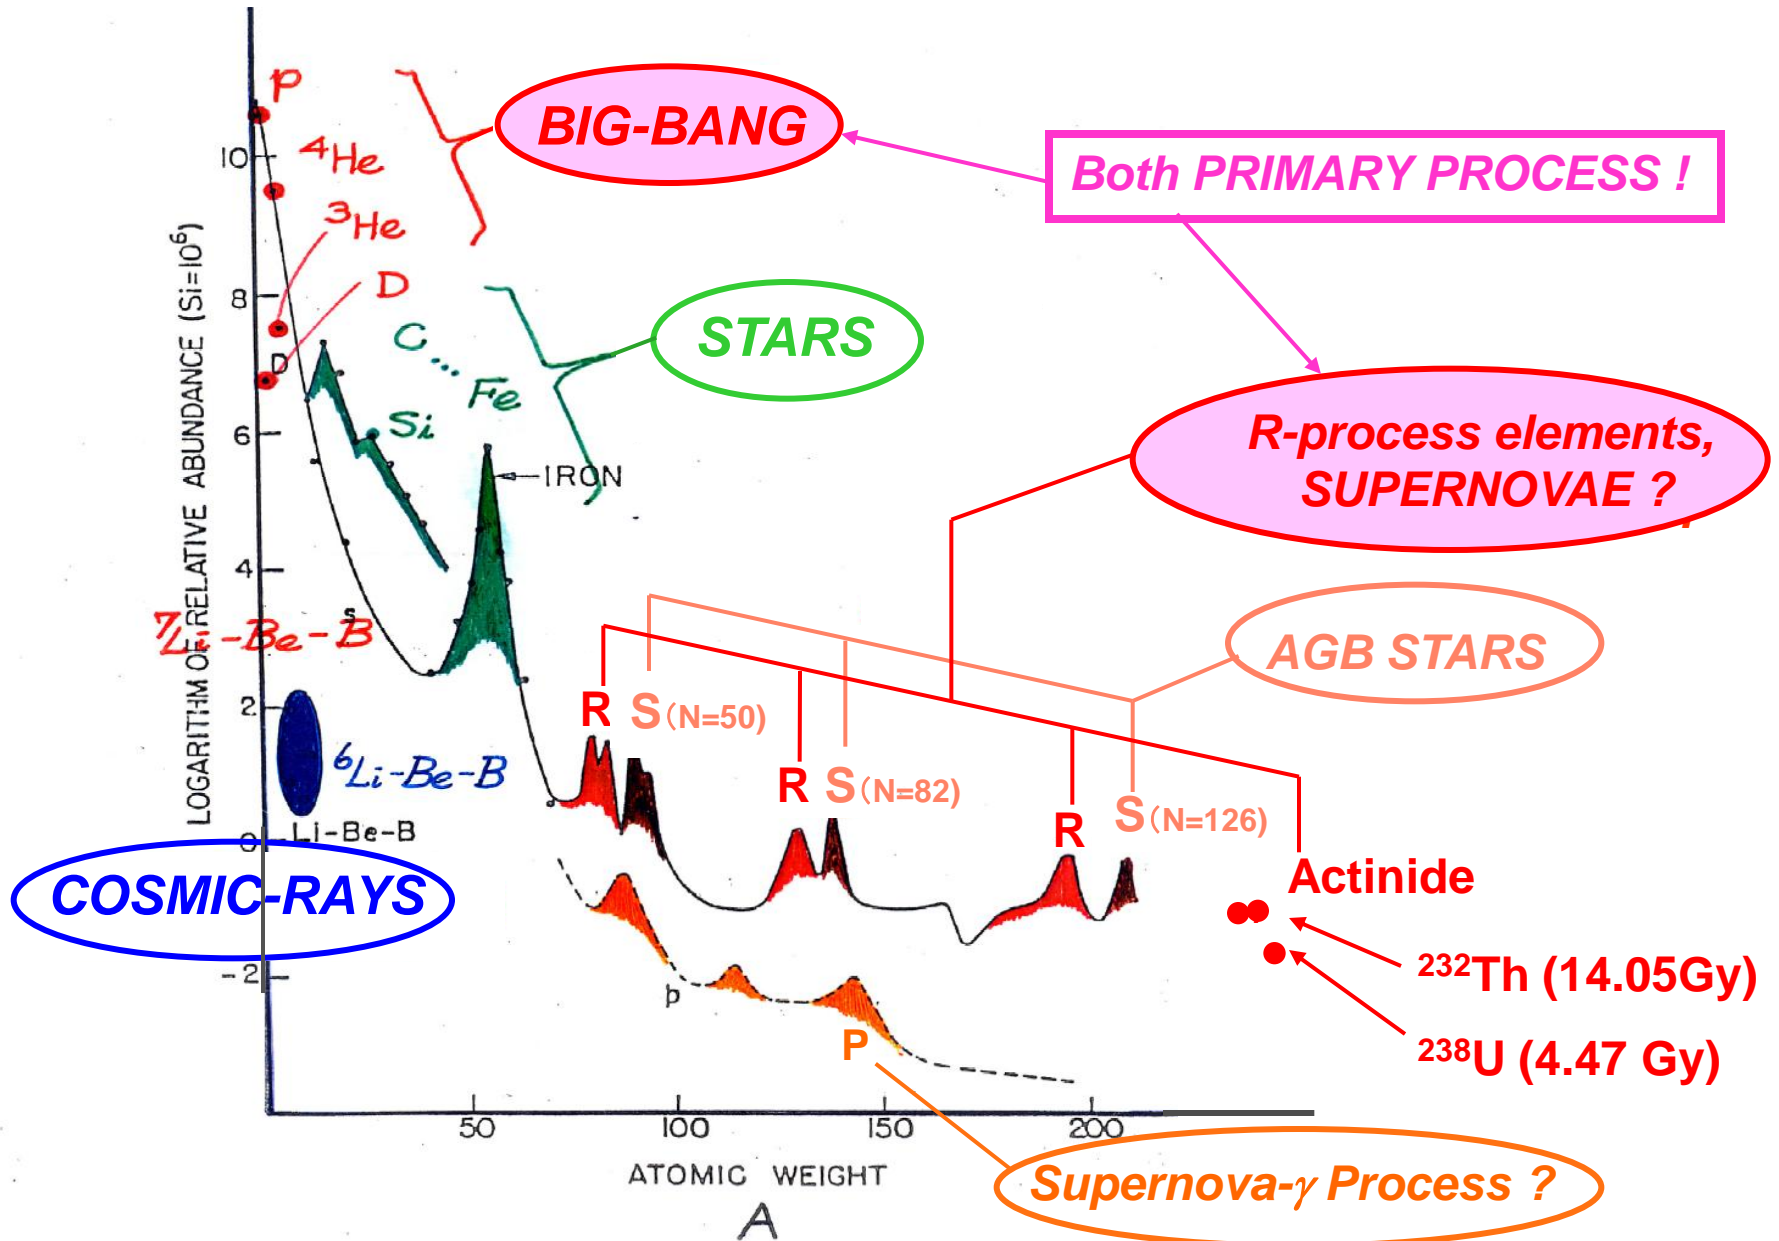 p
BIG-BANG
Both PRIMARY PROCESS !
10
⁴He
³He
D
8
STARS
C...
Fe
D
Si
6
IRON
R-process elements,
SUPERNOVAE ?
LOGARITHM OF RELATIVE ABUNDANCE (Si=10⁶)
4
s
⁷Li-Be-B
AGB STARS
2
R
S(N=50)
⁶Li-Be-B
R
S(N=82)
R
S(N=126)
0
Li-Be-B
COSMIC-RAYS
Actinide
-2
p
²³²Th (14.05Gy)
P
²³⁸U (4.47 Gy)
50
100
150
200
ATOMIC WEIGHT
A
Supernova-γ Process ?